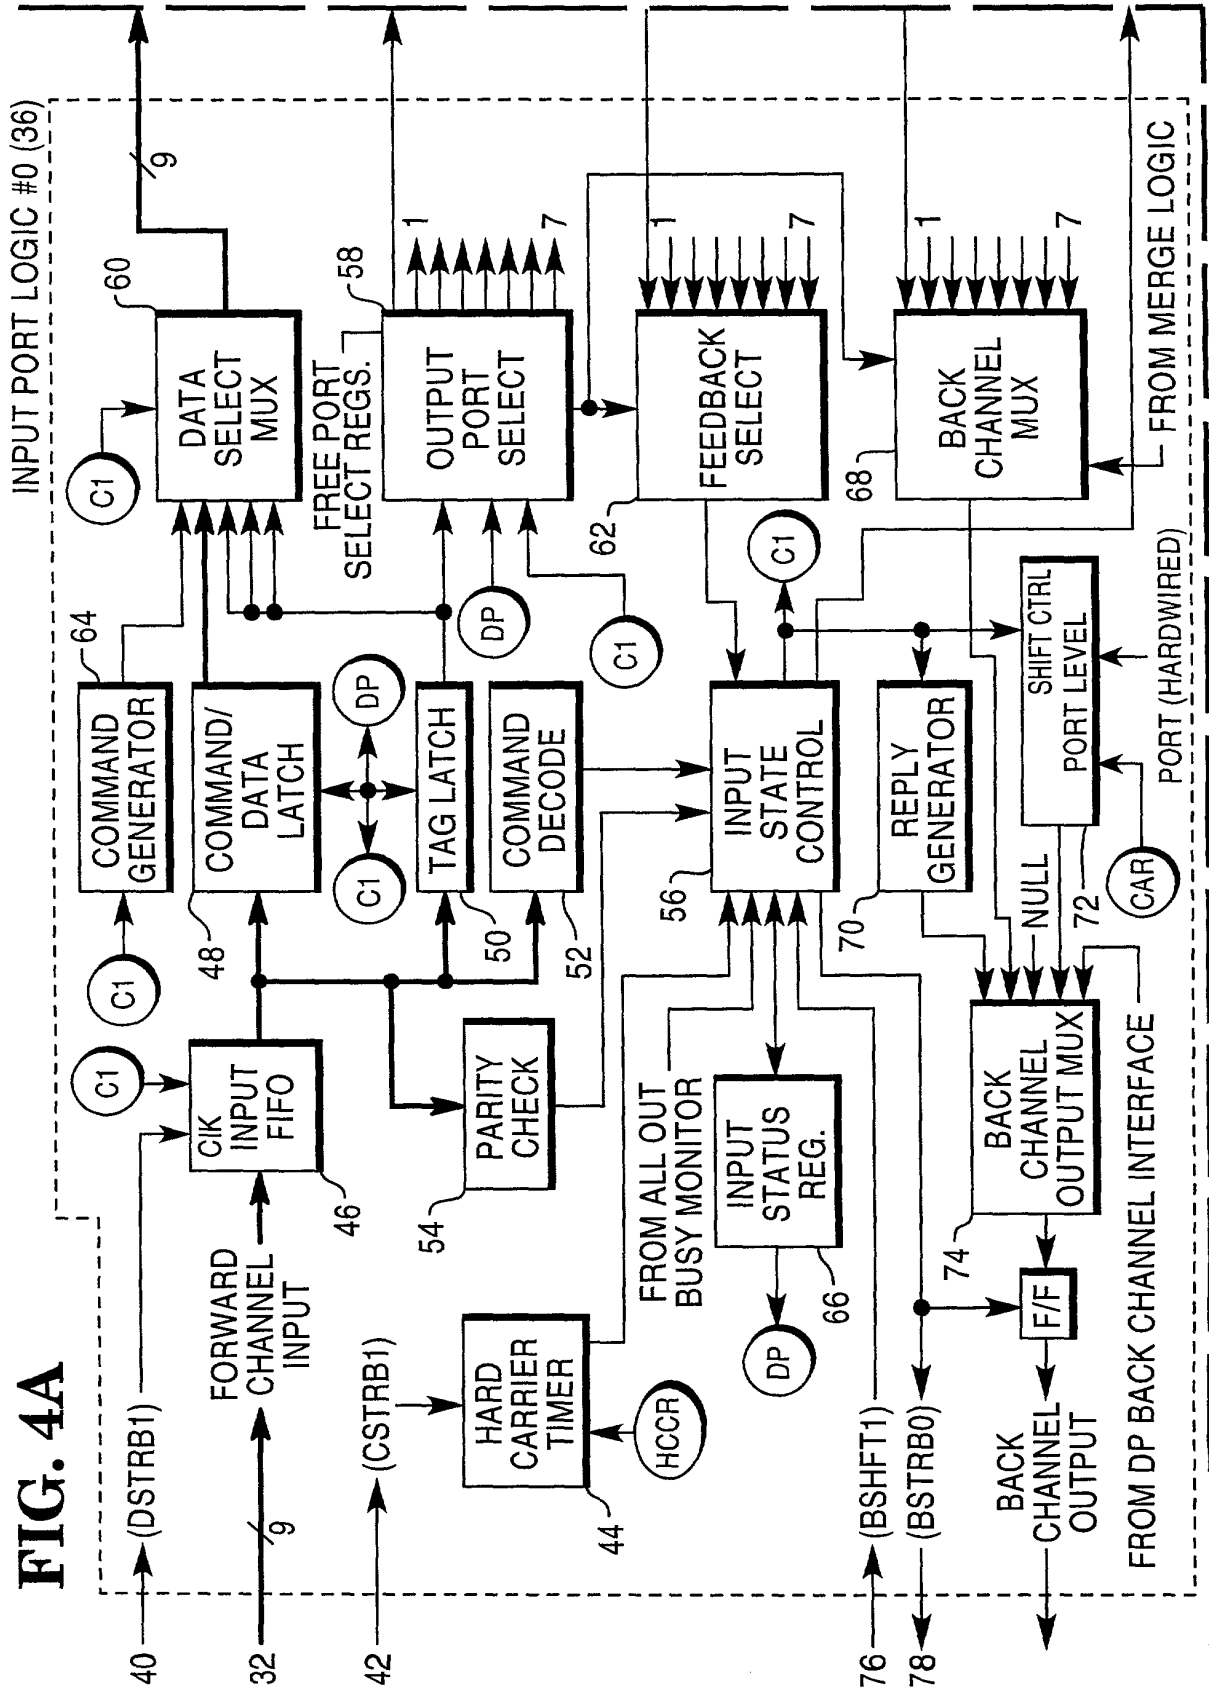 FIG. 4A
INPUT PORT LOGIC #0 (36)
40
(DSTRB1)
32
9
FORWARD
CHANNEL
INPUT
42
(CSTRB1)
HARD
CARRIER
TIMER
44
HCCR
C1
ClK
INPUT
FIFO
46
C1
COMMAND
GENERATOR
64
COMMAND/
DATA
LATCH
48
C1
DP
TAG LATCH
50
COMMAND
DECODE
52
PARITY
CHECK
54
C1
DATA
SELECT
MUX
60
9
FREE PORT
SELECT REGS.
OUTPUT
PORT
SELECT
58
1
7
DP
C1
FEEDBACK
SELECT
62
1
7
BACK
CHANNEL
MUX
68
1
7
FROM MERGE LOGIC
FROM ALL OUT
BUSY MONITOR
INPUT
STATE
CONTROL
56
C1
INPUT
STATUS
REG.
66
DP
REPLY
GENERATOR
70
SHIFT CTRL
PORT LEVEL
72
CAR
PORT (HARDWIRED)
NULL
BACK
CHANNEL
OUTPUT MUX
74
F/F
76
(BSHFT1)
78
(BSTRB0)
BACK
CHANNEL
OUTPUT
FROM DP BACK CHANNEL INTERFACE